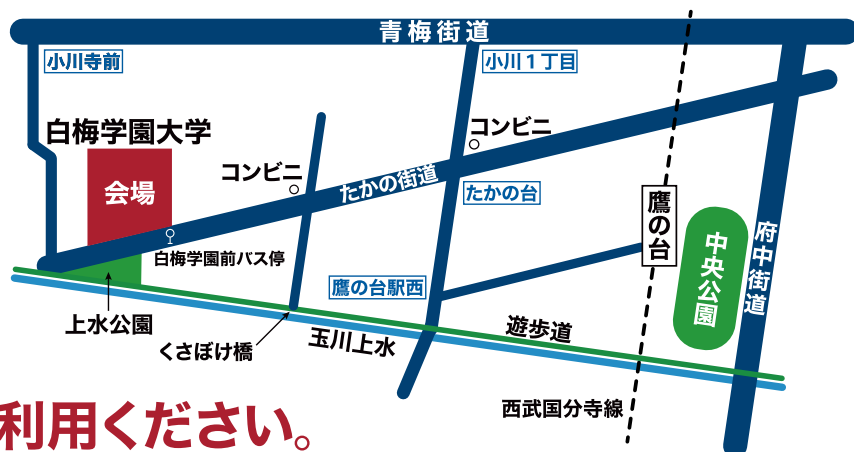 青梅街道
小川寺前
小川1丁目
白梅学園大学
コンビニ
コンビニ
会場
たかの街道
たかの台
鷹の台
白梅学園前バス停
中央公園
府中街道
鷹の台駅西
上水公園
くさぼけ橋
玉川上水
遊歩道
西武国分寺線
利用ください。